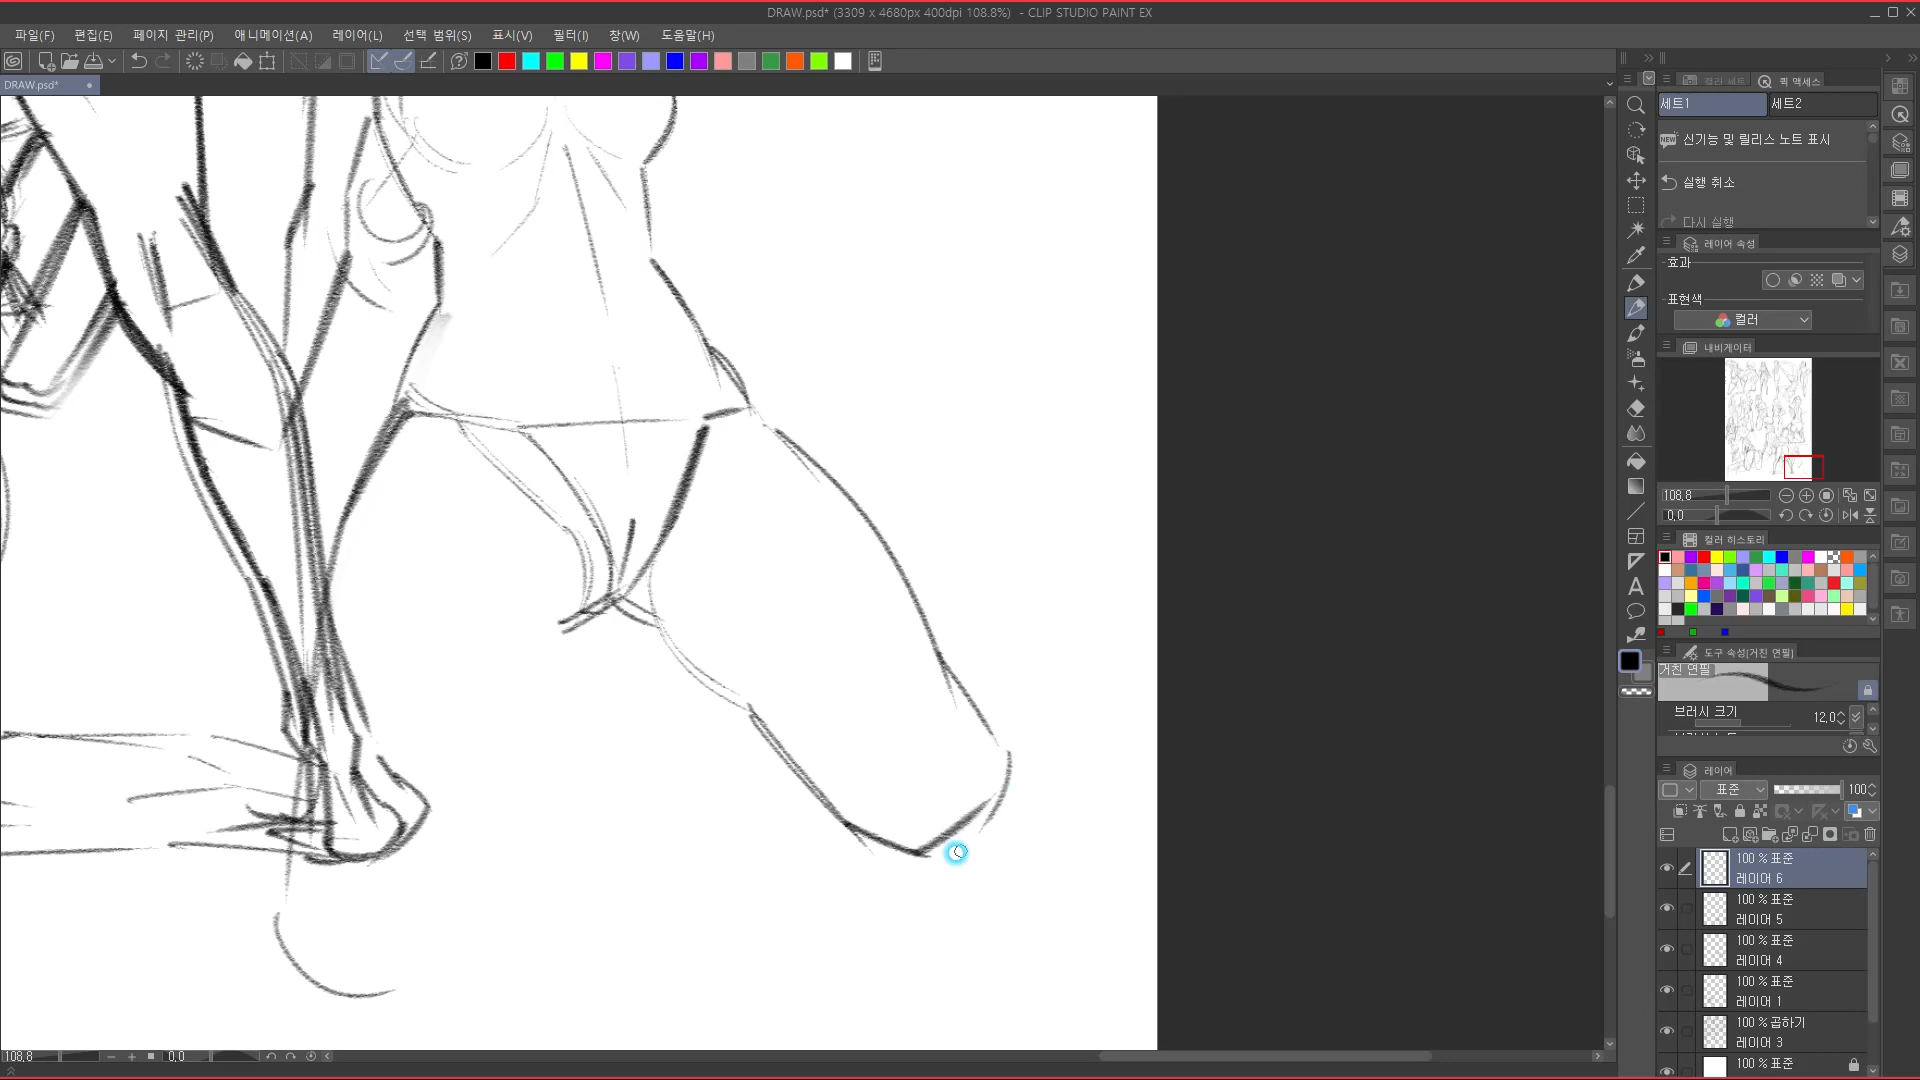 DRAW.psd* (3309 x 4680px 400dpi 108.8%) - CLIP STUDIO PAINT EX
파일(F) 편집(E) 페이지 관리(P) 애니메이션(A) 레이어(L) 선택 범위(S) 표시(V) 필터(I) 창(W) 도움말(H)
DRAW.psd*
컬러 세트 퀵 액세스
세트1 세트2
NEW 신기능 및 릴리스 노트 표시
실행 취소
다시 실행
레이어 속성
효과
표현색
컬러
내비게이터
108.8
0.0
컬러 히스토리
도구 속성[거친 연필]
거친 연필
브러시 크기 12.0
레이어
표준 100
100 % 표준
레이어 6
100 % 표준
레이어 5
100 % 표준
레이어 4
100 % 표준
레이어 1
100 % 곱하기
레이어 3
100 % 표준
108.8 0.0